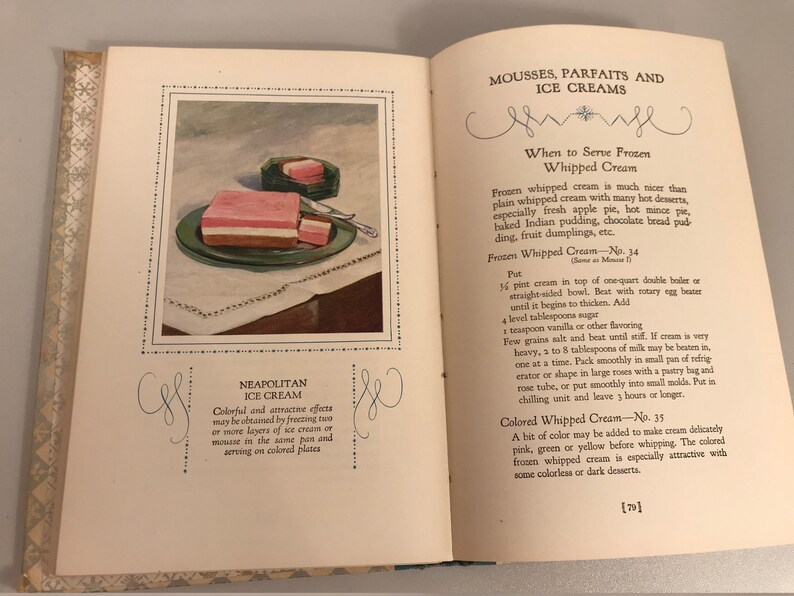 NEAPOLITAN
ICE CREAM
Colorful and attractive effects
may be obtained by freezing two
or more layers of ice cream or
mousse in the same pan and
serving on colored plates
MOUSSES, PARFAITS AND
ICE CREAMS
When to Serve Frozen
Whipped Cream
Frozen whipped cream is much nicer than
plain whipped cream with many hot desserts,
especially fresh apple pie, hot mince pie,
baked Indian pudding, chocolate bread pud-
ding, fruit dumplings, etc.
Frozen Whipped Cream—No. 34
(Same as Mousse I)
Put
½ pint cream in top of one-quart double boiler or
straight-sided bowl. Beat with rotary egg beater
until it begins to thicken. Add
4 level tablespoons sugar
1 teaspoon vanilla or other flavoring
Few grains salt and beat until stiff. If cream is very
heavy, 2 to 8 tablespoons of milk may be beaten in,
one at a time. Pack smoothly in small pan of refrig-
erator or shape in large roses with a pastry bag and
rose tube, or put smoothly into small molds. Put in
chilling unit and leave 3 hours or longer.
Colored Whipped Cream—No. 35
A bit of color may be added to make cream delicately
pink, green or yellow before whipping. The colored
frozen whipped cream is especially attractive with
some colorless or dark desserts.
[79]